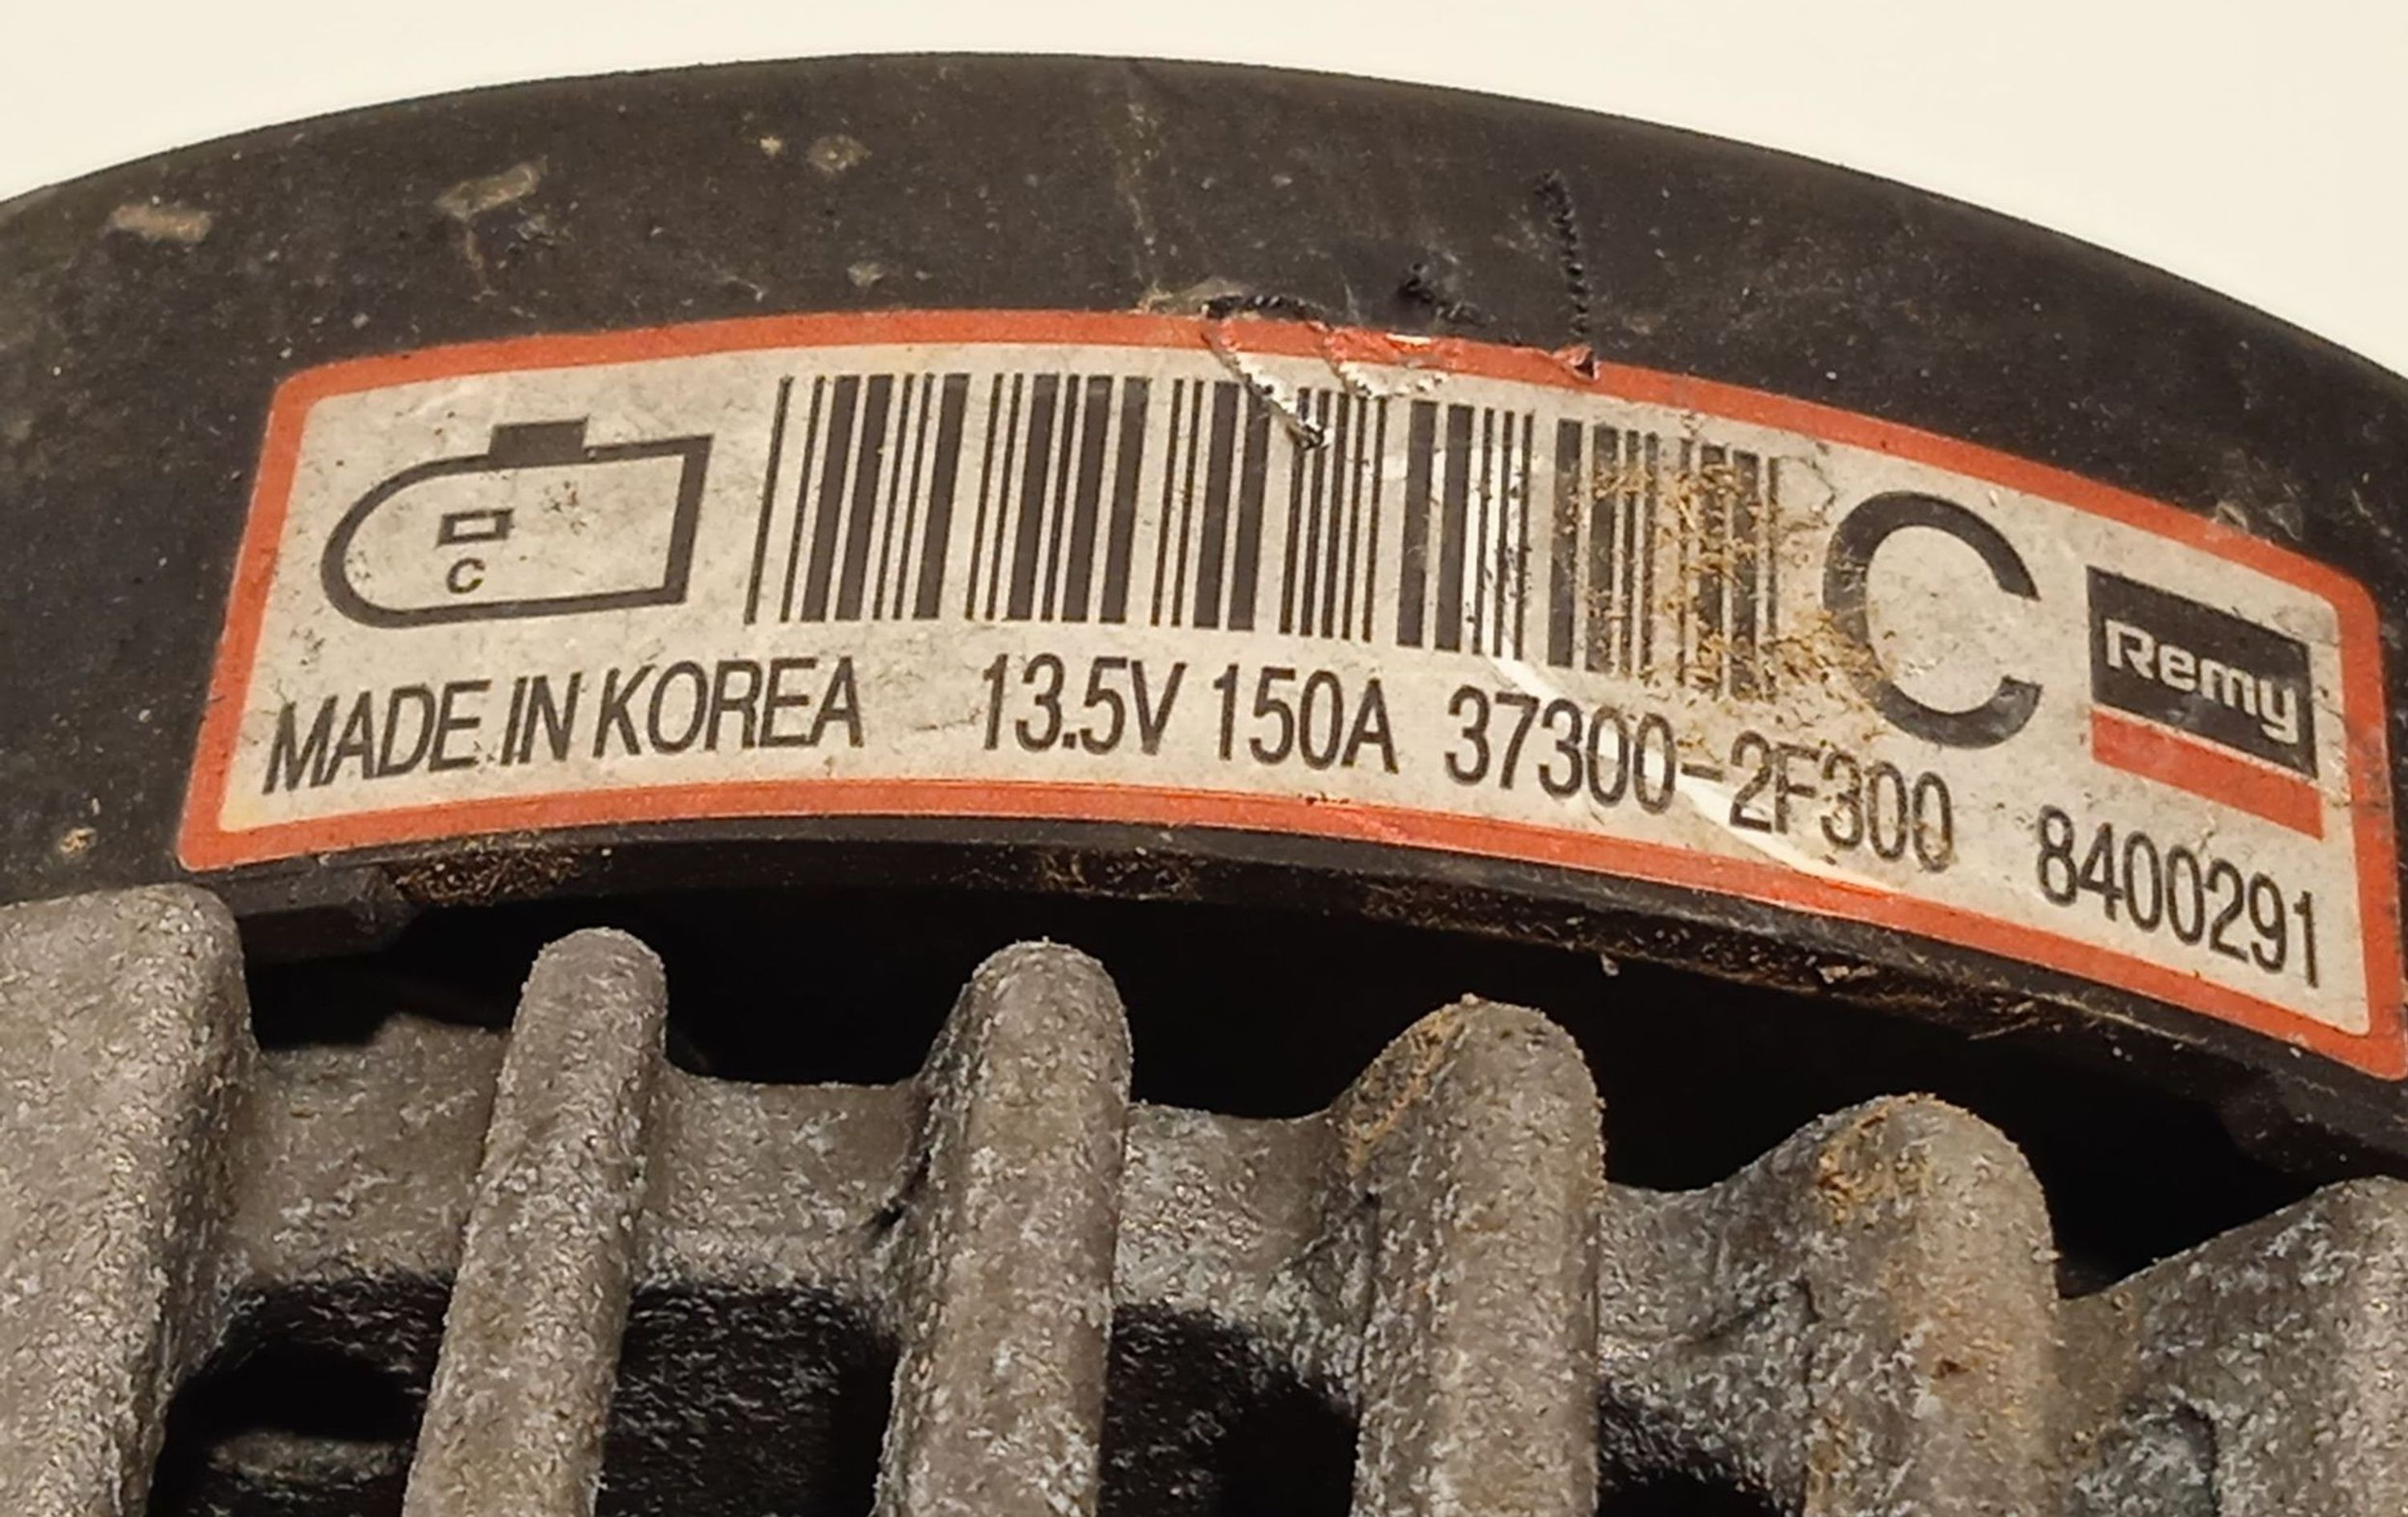 C
C
Remy
MADE IN KOREA 13.5V 150A 37300-2F300 8400291